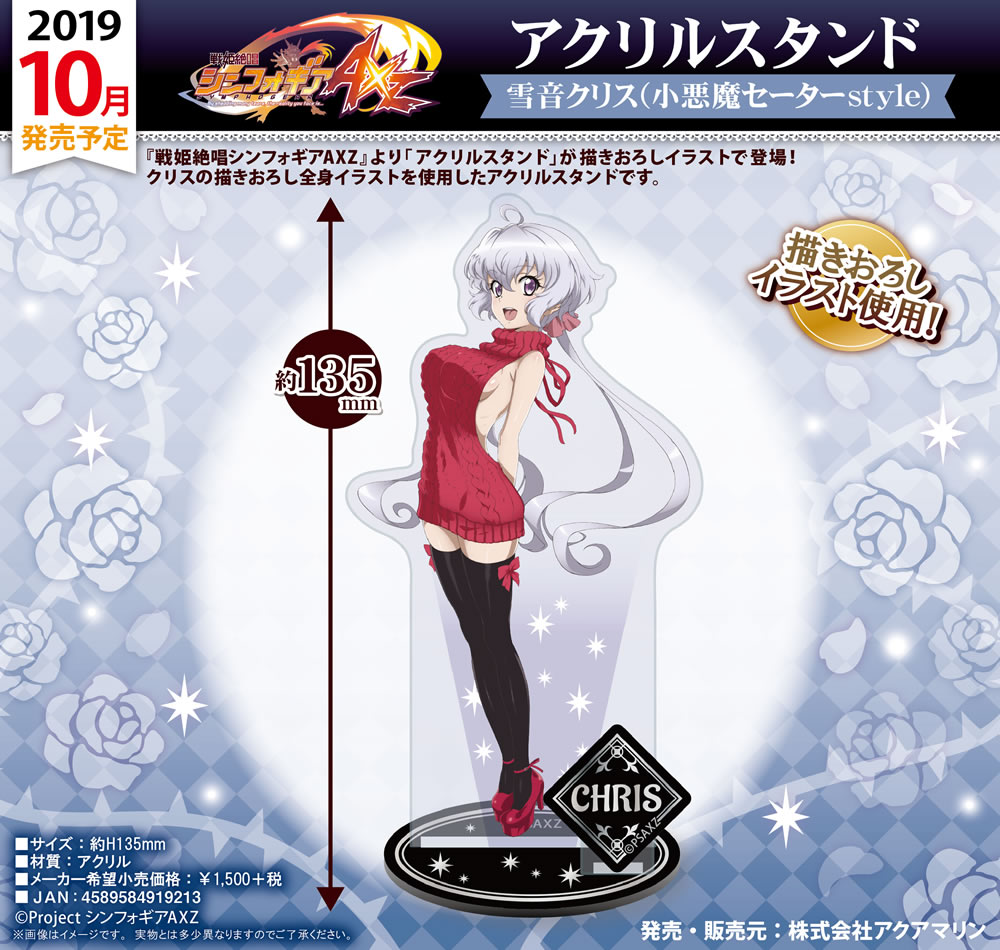 2019
10月
発売予定
戦姫絶唱
シンフォギアAXZ
アクリルスタンド
雪音クリス(小悪魔セーターstyle)
『戦姫絶唱シンフォギアAXZ』より「アクリルスタンド」が描きおろしイラストで登場!
クリスの描きおろし全身イラストを使用したアクリルスタンドです。
描きおろし
イラスト使用!
約135mm
CHRIS
©PSAXZ
■サイズ:約H135mm
■材質:アクリル
■メーカー希望小売価格:¥1,500+税
■JAN:4589584919213
©Project シンフォギアAXZ
※画像はイメージです。実物とは多少異なりますのでご了承ください。
発売・販売元:株式会社アクアマリン